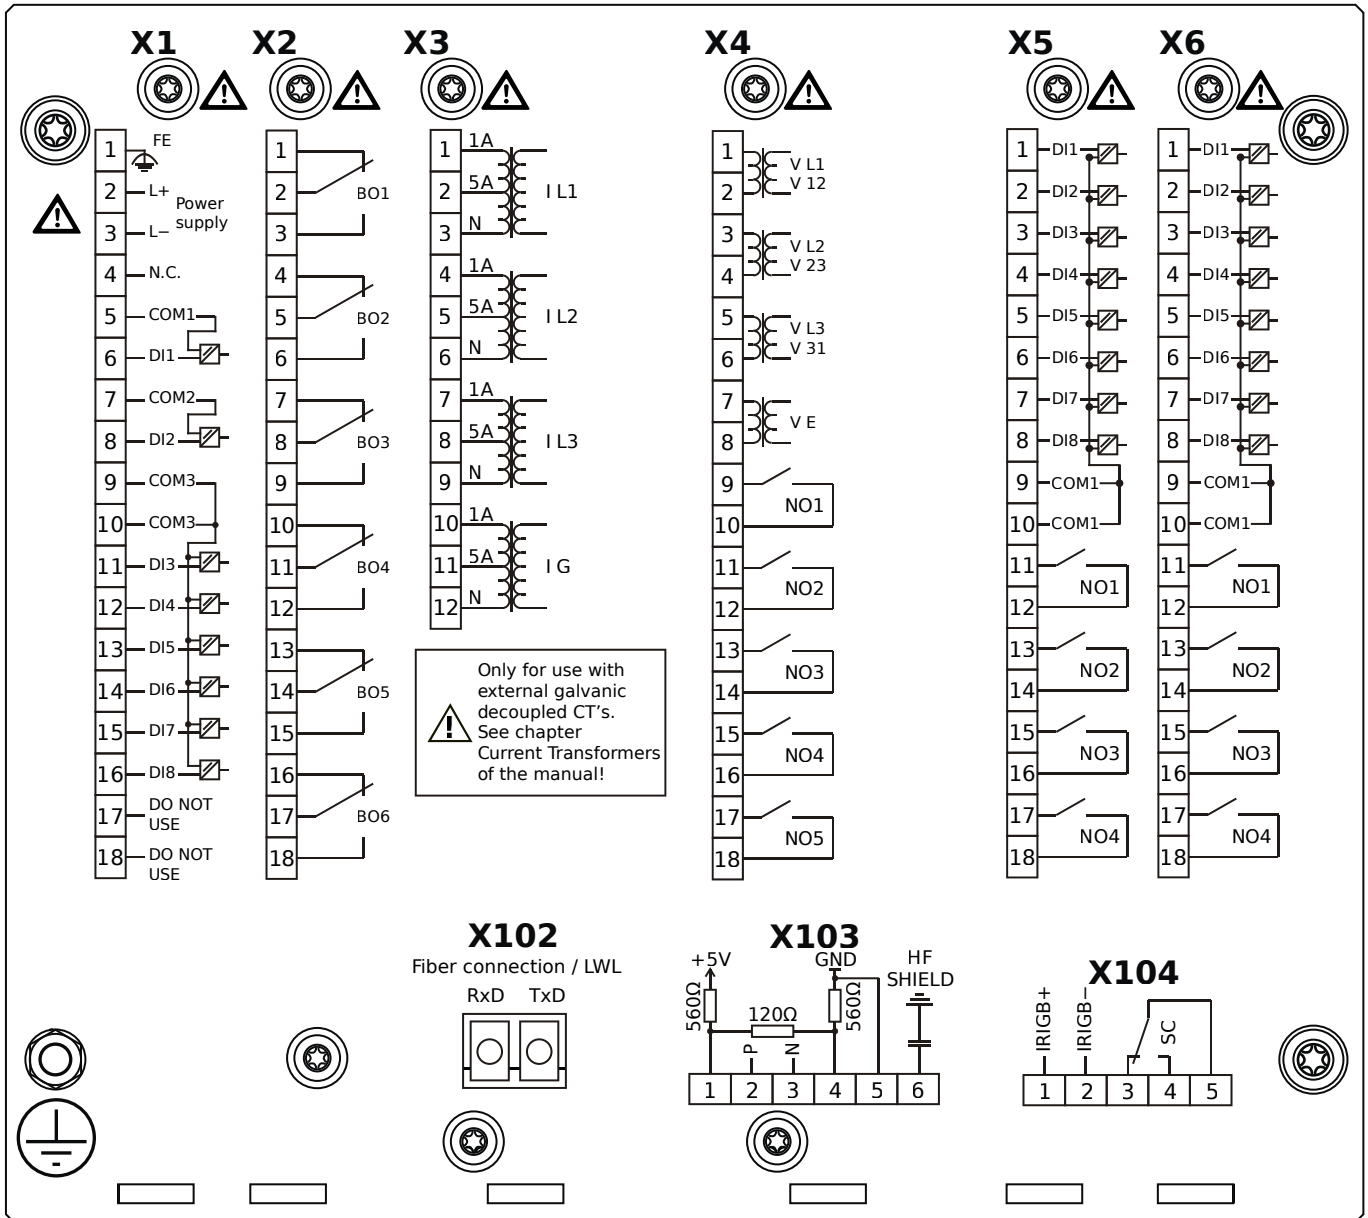 X1
X2
X3
X4
X5
X6
1 FE
2 L+
Power
supply
3 L−
4 N.C.
5 COM1
6 DI1
7 COM2
8 DI2
9 COM3
10 COM3
11 DI3
12 DI4
13 DI5
14 DI6
15 DI7
16 DI8
17 DO NOT
USE
18 DO NOT
USE
1
2 BO1
3
4
5 BO2
6
7
8 BO3
9
10
11 BO4
12
13
14 BO5
15
16
17 BO6
18
1 1A
2 5A I L1
3 N
4 1A
5 5A I L2
6 N
7 1A
8 5A I L3
9 N
10 1A
11 5A I G
12 N
Only for use with
external galvanic
decoupled CT's.
See chapter
Current Transformers
of the manual!
1 V L1
2 V 12
3 V L2
4 V 23
5 V L3
6 V 31
7 V E
8
9 NO1
10
11 NO2
12
13 NO3
14
15 NO4
16
17 NO5
18
1 DI1
2 DI2
3 DI3
4 DI4
5 DI5
6 DI6
7 DI7
8 DI8
9 COM1
10 COM1
11 NO1
12
13 NO2
14
15 NO3
16
17 NO4
18
1 DI1
2 DI2
3 DI3
4 DI4
5 DI5
6 DI6
7 DI7
8 DI8
9 COM1
10 COM1
11 NO1
12
13 NO2
14
15 NO3
16
17 NO4
18
X102
Fiber connection / LWL
RxD TxD
X103
+5V GND HF
SHIELD
560Ω 120Ω 560Ω
P N
1 2 3 4 5 6
X104
IRIGB+ IRIGB− SC
1 2 3 4 5